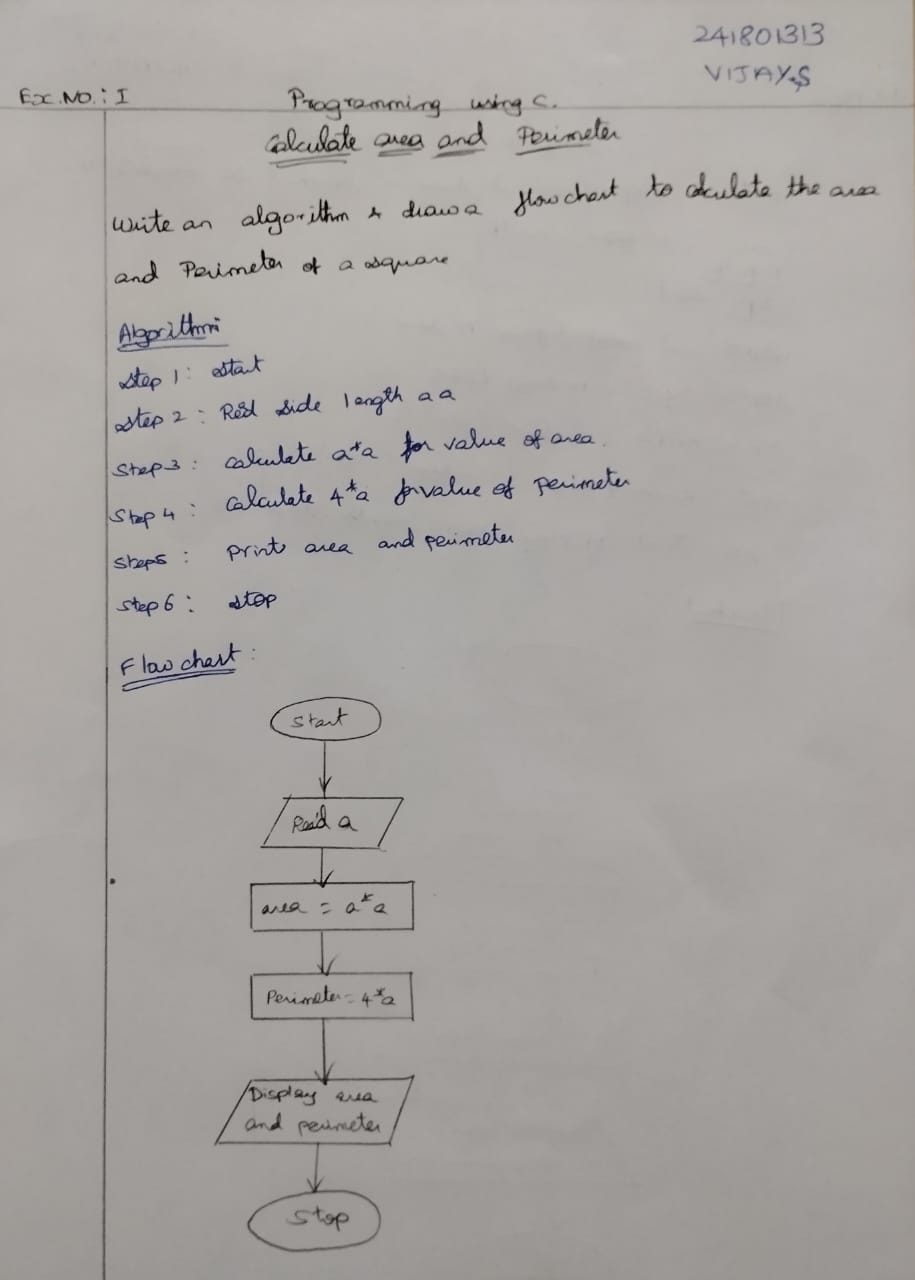 241801313
VIJAY.S
Ex.No.: I
Programming using C.
Calculate area and Perimeter
Write an algorithm & draw a flow chart to calculate the area
and Perimeter of a square
Algorithm
Step 1: start
Step 2: Read side length a a
Step 3: calculate a*a for value of area.
Step 4: calculate 4*a for value of perimeter
Step 5: print area and perimeter
Step 6: stop
Flow chart:
Start
Read a
area = a*a
Perimeter = 4*a
Display area
and perimeter
Stop